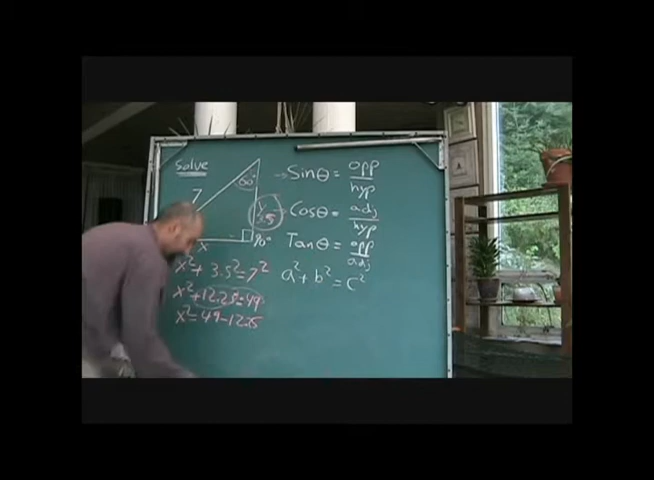 Solve
7
60°
y
3.5
x
90°
→Sinθ = opp/hyp
→Cosθ = adj/hyp
Tanθ = opp/adj
a² + b² = c²
x² + 3.5² = 7²
x² + 12.25 = 49
x² = 49 - 12.25